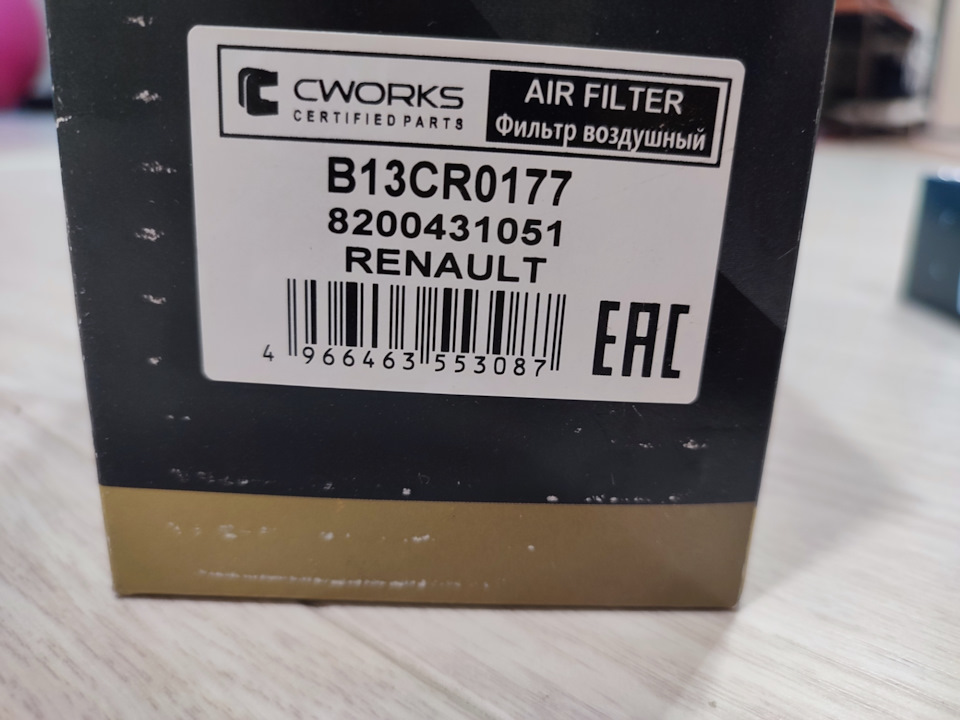 CWORKS
CERTIFIED PARTS
AIR FILTER
Фильтр воздушный
B13CR0177
8200431051
RENAULT
4 966463 553087
EAC